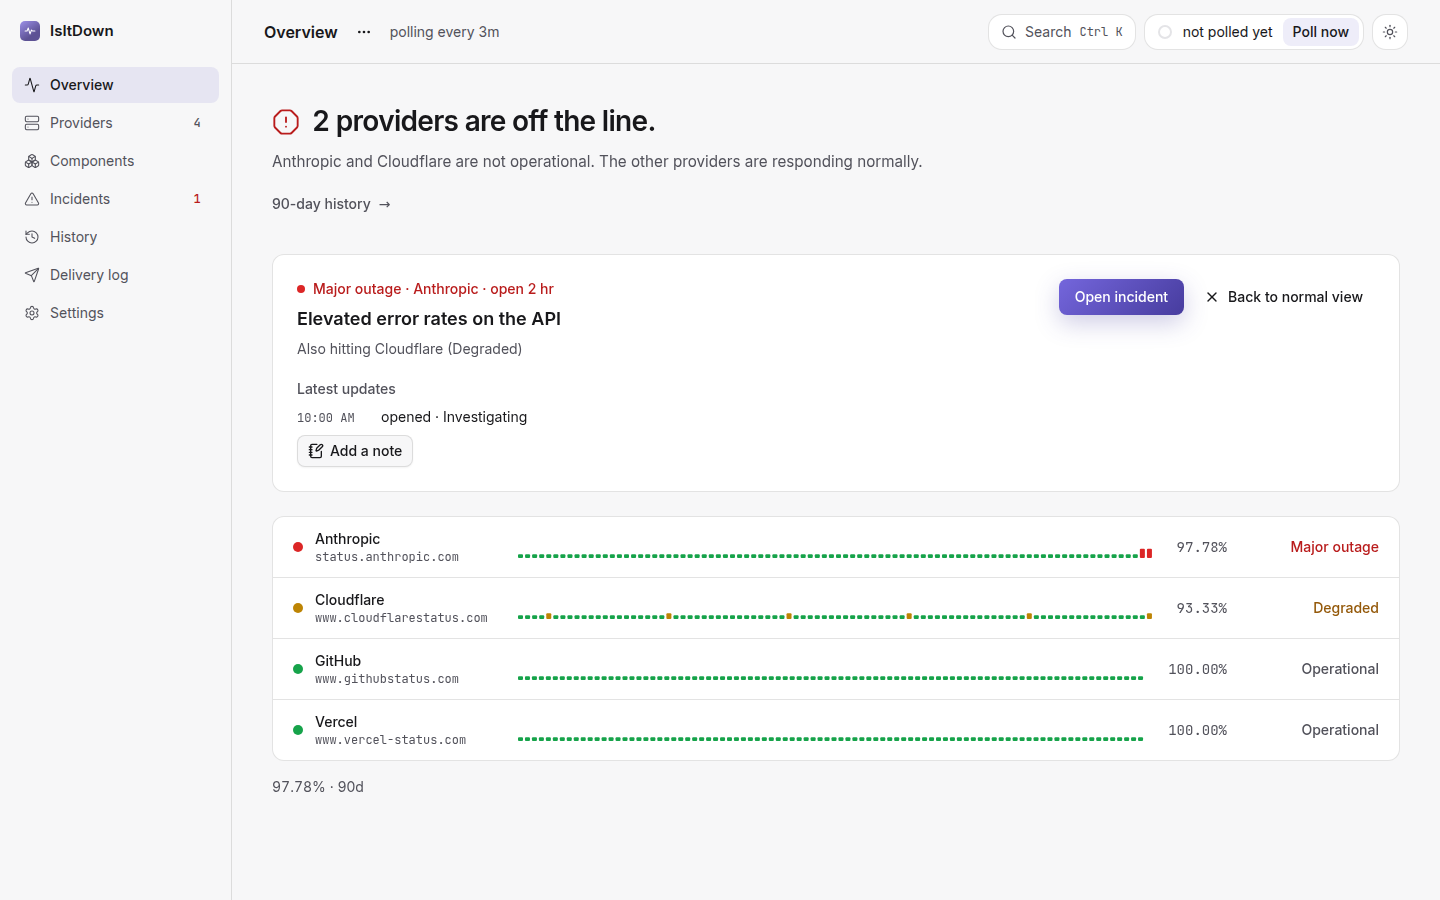 IsItDown
Overview
Providers 4
Components
Incidents 1
History
Delivery log
Settings
Overview ··· polling every 3m
Search Ctrl K
not polled yet Poll now
2 providers are off the line.
Anthropic and Cloudflare are not operational. The other providers are responding normally.
90-day history →
Major outage · Anthropic · open 2 hr
Open incident
Back to normal view
Elevated error rates on the API
Also hitting Cloudflare (Degraded)
Latest updates
10:00 AM opened · Investigating
Add a note
Anthropic
status.anthropic.com
97.78%
Major outage
Cloudflare
www.cloudflarestatus.com
93.33%
Degraded
GitHub
www.githubstatus.com
100.00%
Operational
Vercel
www.vercel-status.com
100.00%
Operational
97.78% · 90d